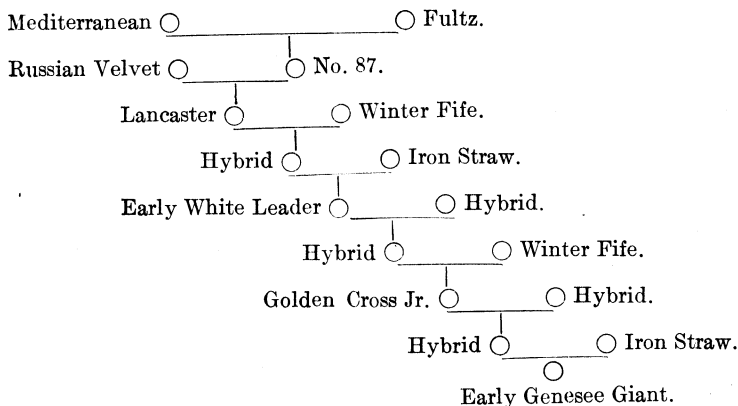 Mediterranean Fultz.
Russian Velvet No. 87.
Lancaster Winter Fife.
Hybrid Iron Straw.
Early White Leader Hybrid.
Hybrid Winter Fife.
Golden Cross Jr. Hybrid.
Hybrid Iron Straw.
Early Genesee Giant.